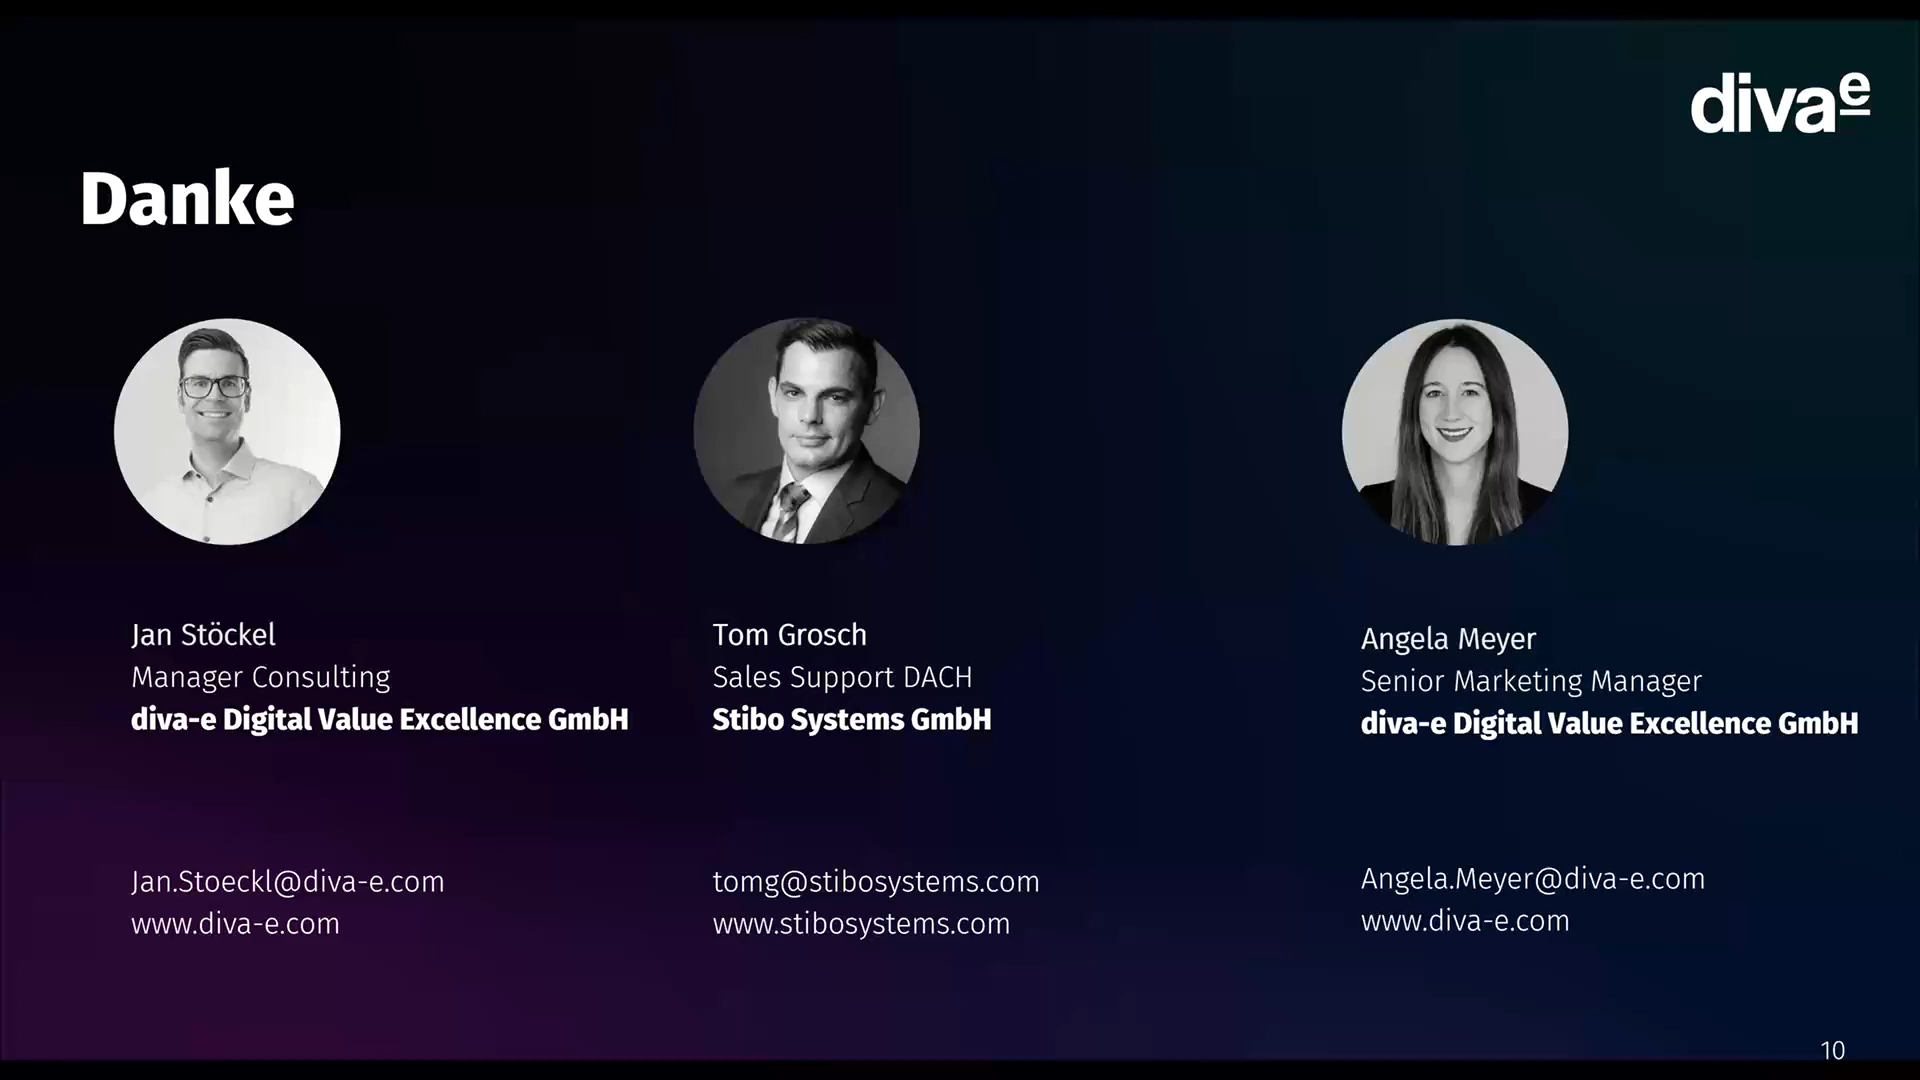 divae
Danke
Jan Stöckel
Manager Consulting
diva-e Digital Value Excellence GmbH
Jan.Stoeckl@diva-e.com
www.diva-e.com
Tom Grosch
Sales Support DACH
Stibo Systems GmbH
tomg@stibosystems.com
www.stibosystems.com
Angela Meyer
Senior Marketing Manager
diva-e Digital Value Excellence GmbH
Angela.Meyer@diva-e.com
www.diva-e.com
10